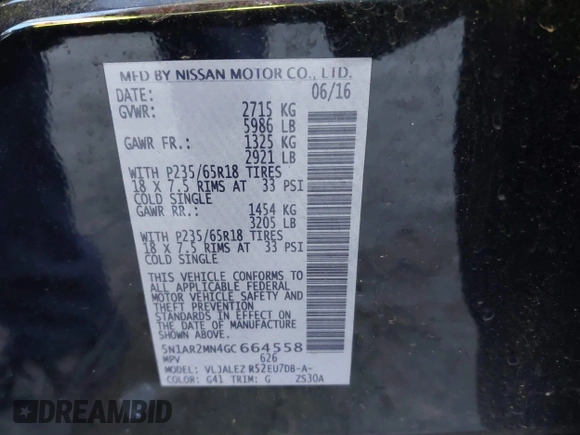 MFD BY NISSAN MOTOR CO., LTD.
DATE: 06/16
GVWR: 2715 KG
5986 LB
GAWR FR.: 1325 KG
2921 LB
WITH P235/65R18 TIRES
18 X 7.5 RIMS AT 33 PSI
COLD SINGLE
GAWR RR.: 1454 KG
3205 LB
WITH P235/65R18 TIRES
18 X 7.5 RIMS AT 33 PSI
COLD SINGLE
THIS VEHICLE CONFORMS TO
ALL APPLICABLE FEDERAL
MOTOR VEHICLE SAFETY AND
THEFT PREVENTION
STANDARDS IN EFFECT ON
THE DATE OF MANUFACTURE
SHOWN ABOVE.
5N1AR2MN4GC664558
MPV 626
MODEL: VLJALEZ R52EU7DB-A-
COLOR: G41 TRIM: G ZS30A
DREAMBID